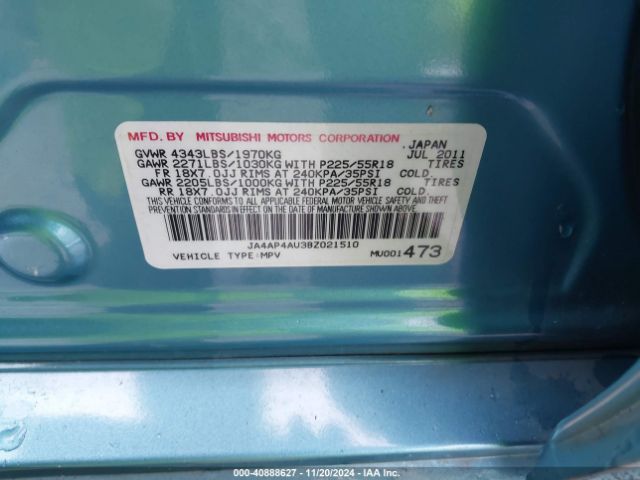 MFD. BY MITSUBISHI MOTORS CORPORATION, JAPAN
GVWR 4343LBS/1970KG JUL 2011
GAWR 2271LBS/1030KG WITH P225/55R18 TIRES
FR 18X7.0JJ RIMS AT 240KPA/35PSI COLD.
GAWR 2205LBS/1000KG WITH P225/55R18 TIRES
RR 18X7.0JJ RIMS AT 240KPA/35PSI COLD.
THIS VEHICLE CONFORMS TO ALL APPLICABLE FEDERAL MOTOR VEHICLE SAFETY
AND THEFT PREVENTION STANDARDS IN EFFECT ON THE DATE OF MANUFACTURE SHOWN ABOVE.
JA4AP4AU3BZ021510
VEHICLE TYPE:MPV MU001473
000-40888627 - 11/20/2024 - IAA Inc.